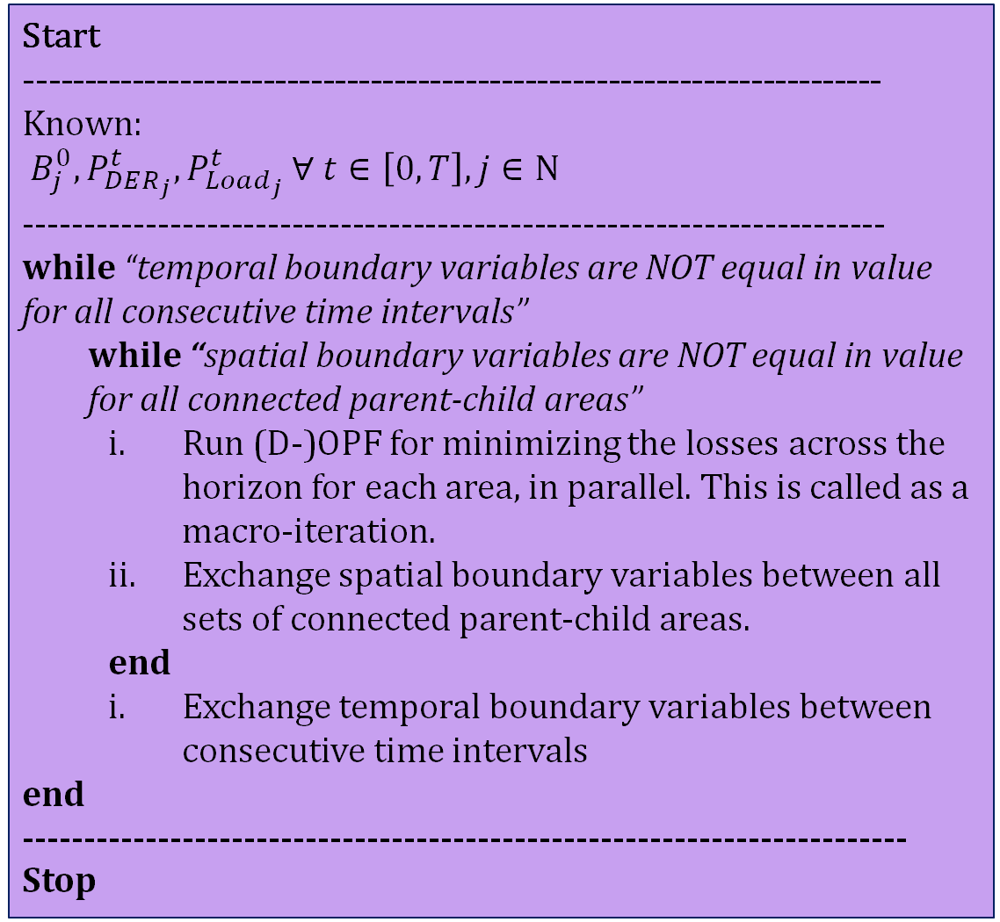 Start
----------------------------------------------------------------------
Known:
B_j^0, P_{DER_j}^t, P_{Load_j}^t ∀ t ∈ [0, T], j ∈ N
----------------------------------------------------------------------
while “temporal boundary variables are NOT equal in value
for all consecutive time intervals”
while “spatial boundary variables are NOT equal in value
for all connected parent-child areas”
i. Run (D-)OPF for minimizing the losses across the
horizon for each area, in parallel. This is called as a
macro-iteration.
ii. Exchange spatial boundary variables between all
sets of connected parent-child areas.
end
i. Exchange temporal boundary variables between
consecutive time intervals
end
----------------------------------------------------------------------
Stop